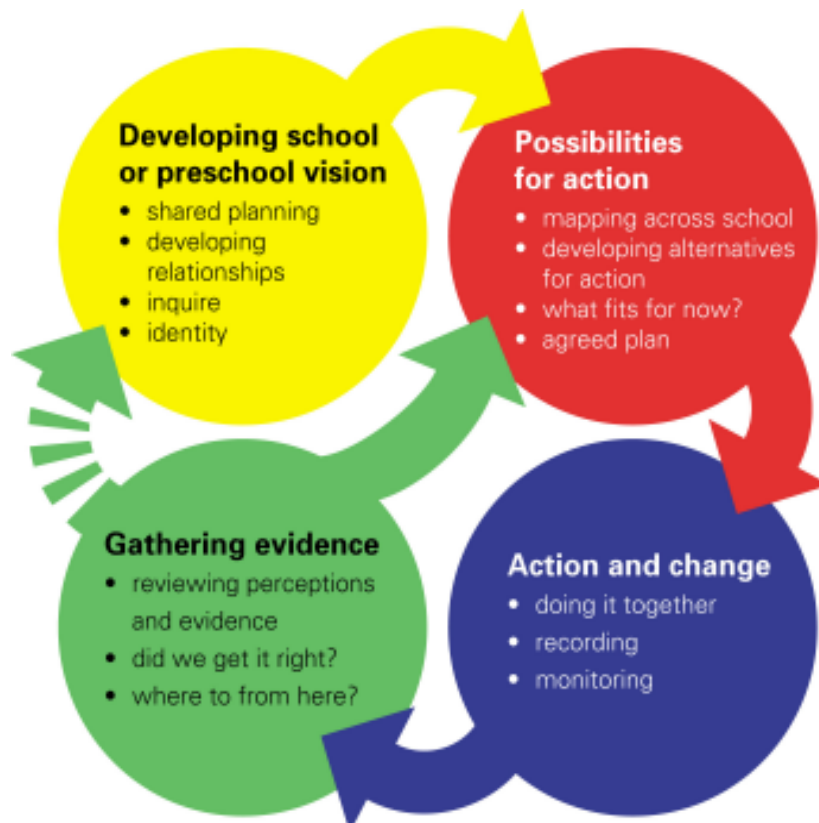 Developing school
or preschool vision
• shared planning
• developing
relationships
• inquire
• identity
Possibilities
for action
• mapping across school
• developing alternatives
for action
• what fits for now?
• agreed plan
Action and change
• doing it together
• recording
• monitoring
Gathering evidence
• reviewing perceptions
and evidence
• did we get it right?
• where to from here?